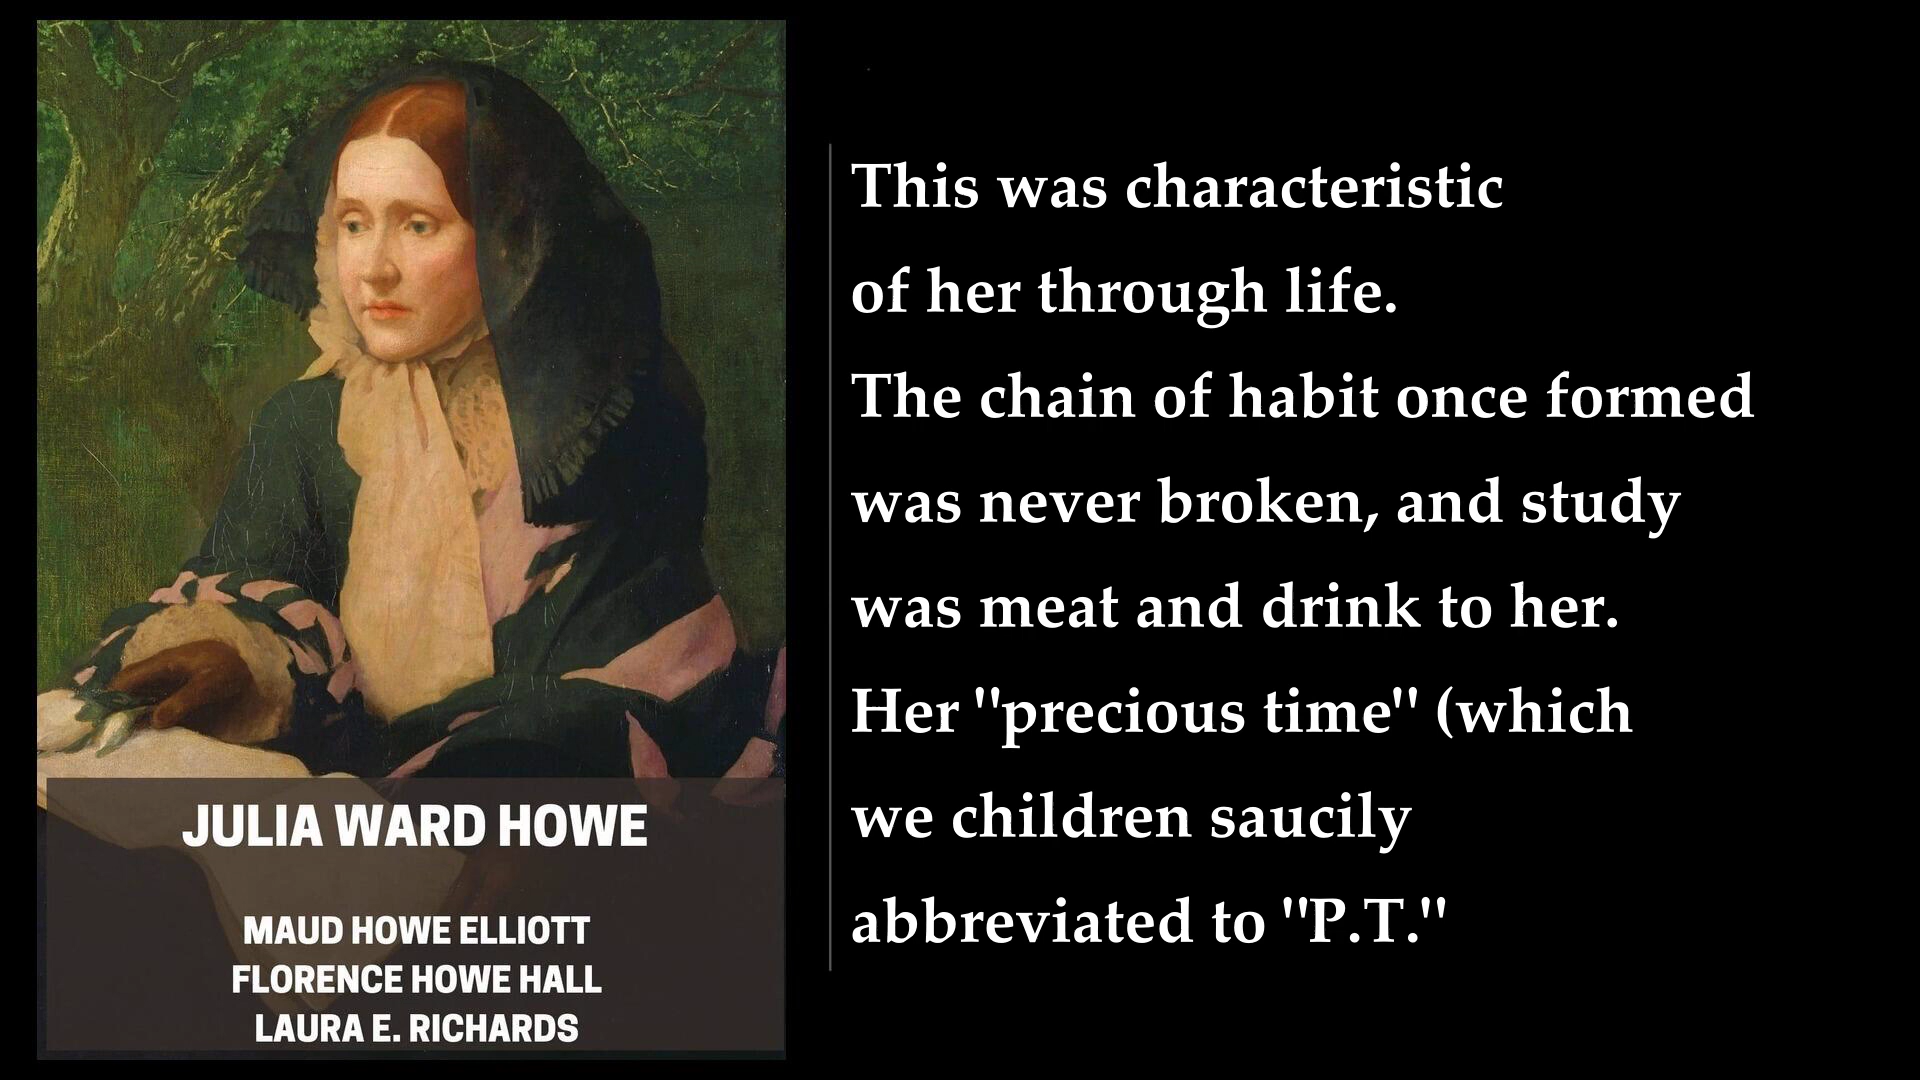 JULIA WARD HOWE
MAUD HOWE ELLIOTT
FLORENCE HOWE HALL
LAURA E. RICHARDS
This was characteristic
of her through life.
The chain of habit once formed
was never broken, and study
was meat and drink to her.
Her "precious time" (which
we children saucily
abbreviated to "P.T."